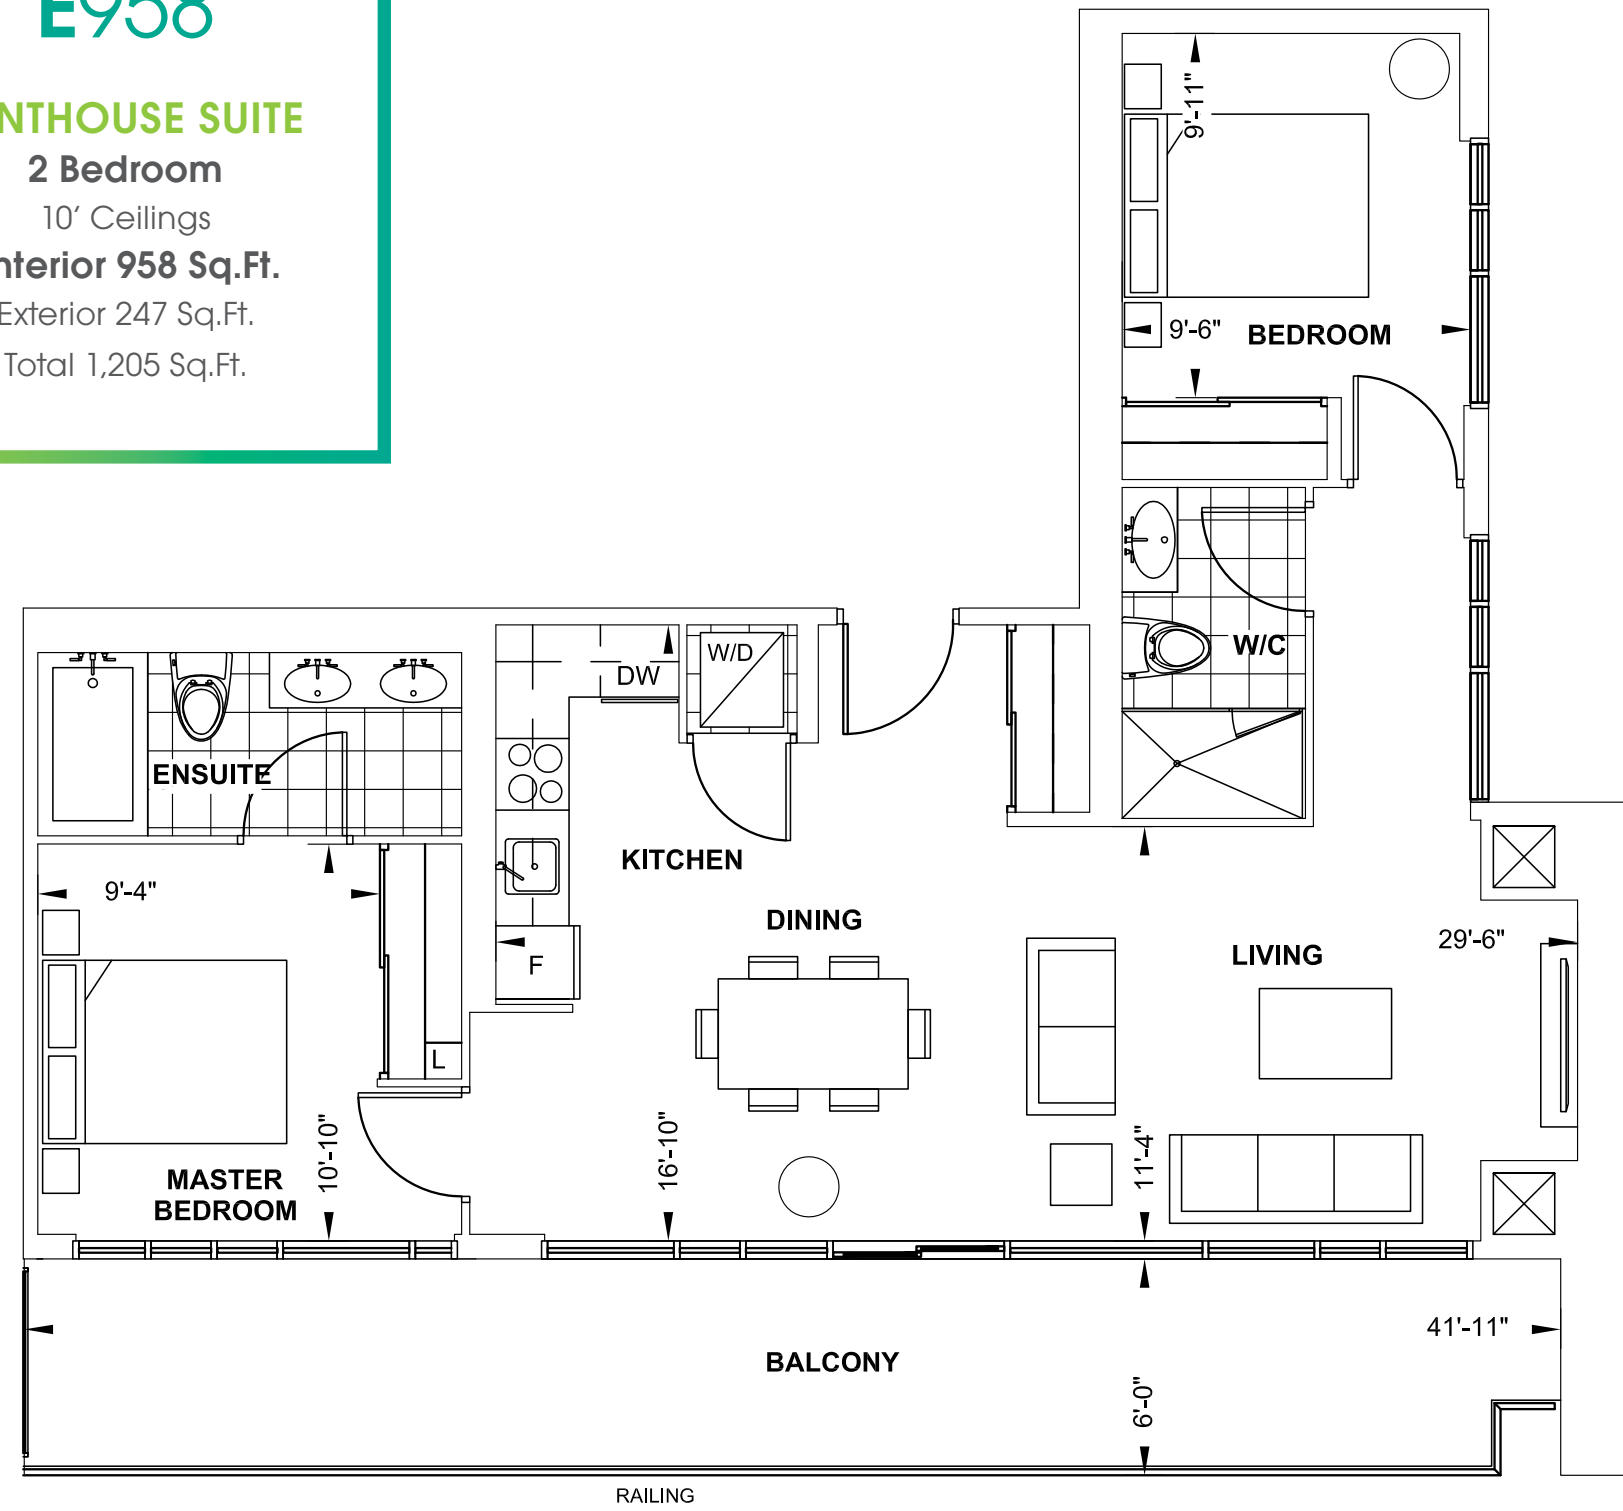 E958
NTHOUSE SUITE
2 Bedroom
10' Ceilings
nterior 958 Sq.Ft.
Exterior 247 Sq.Ft.
Total 1,205 Sq.Ft.
9'-11"
9'-6"
BEDROOM
W/C
W/D
DW
ENSUITE
KITCHEN
9'-4"
DINING
F
LIVING
29'-6"
L
10'-10"
16'-10"
11'-4"
MASTER
BEDROOM
41'-11"
BALCONY
6'-0"
RAILING